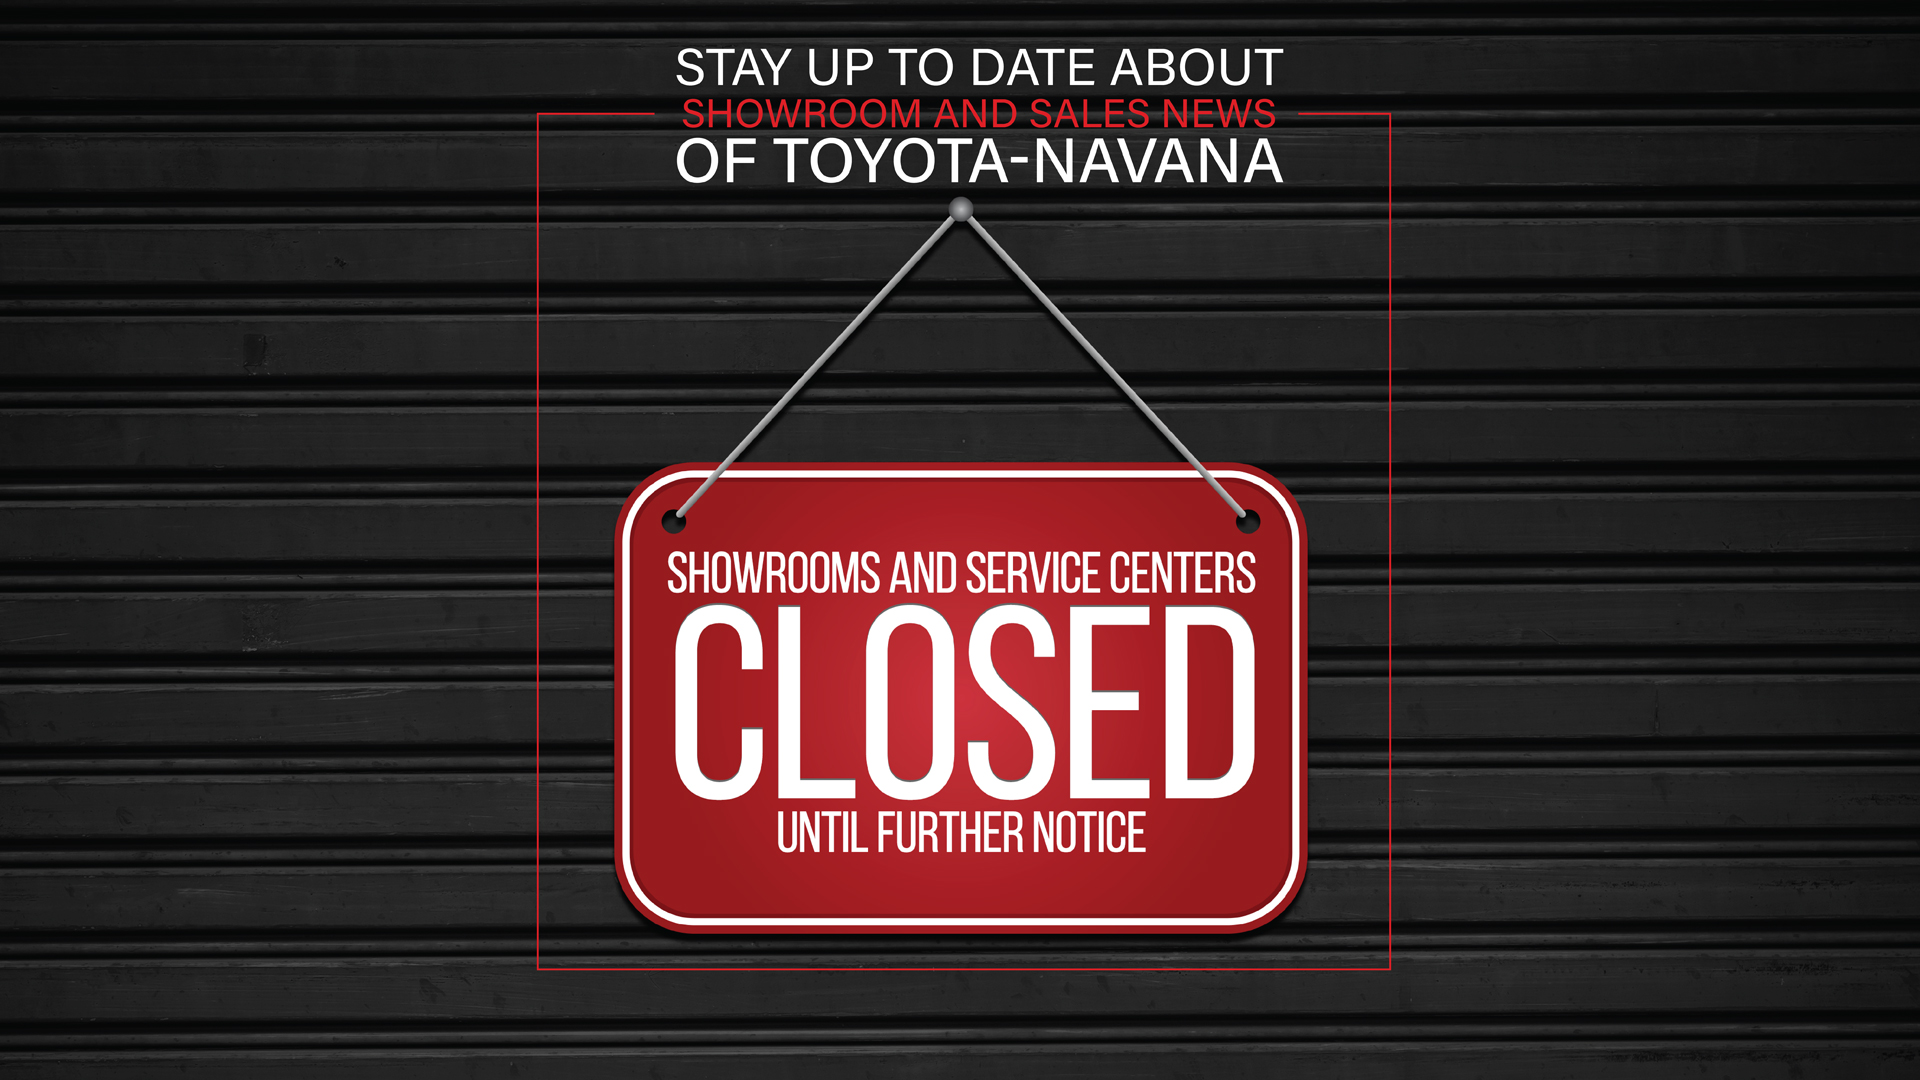 STAY UP TO DATE ABOUT
SHOWROOM AND SALES NEWS
OF TOYOTA-NAVANA
SHOWROOMS AND SERVICE CENTERS
CLOSED
UNTIL FURTHER NOTICE